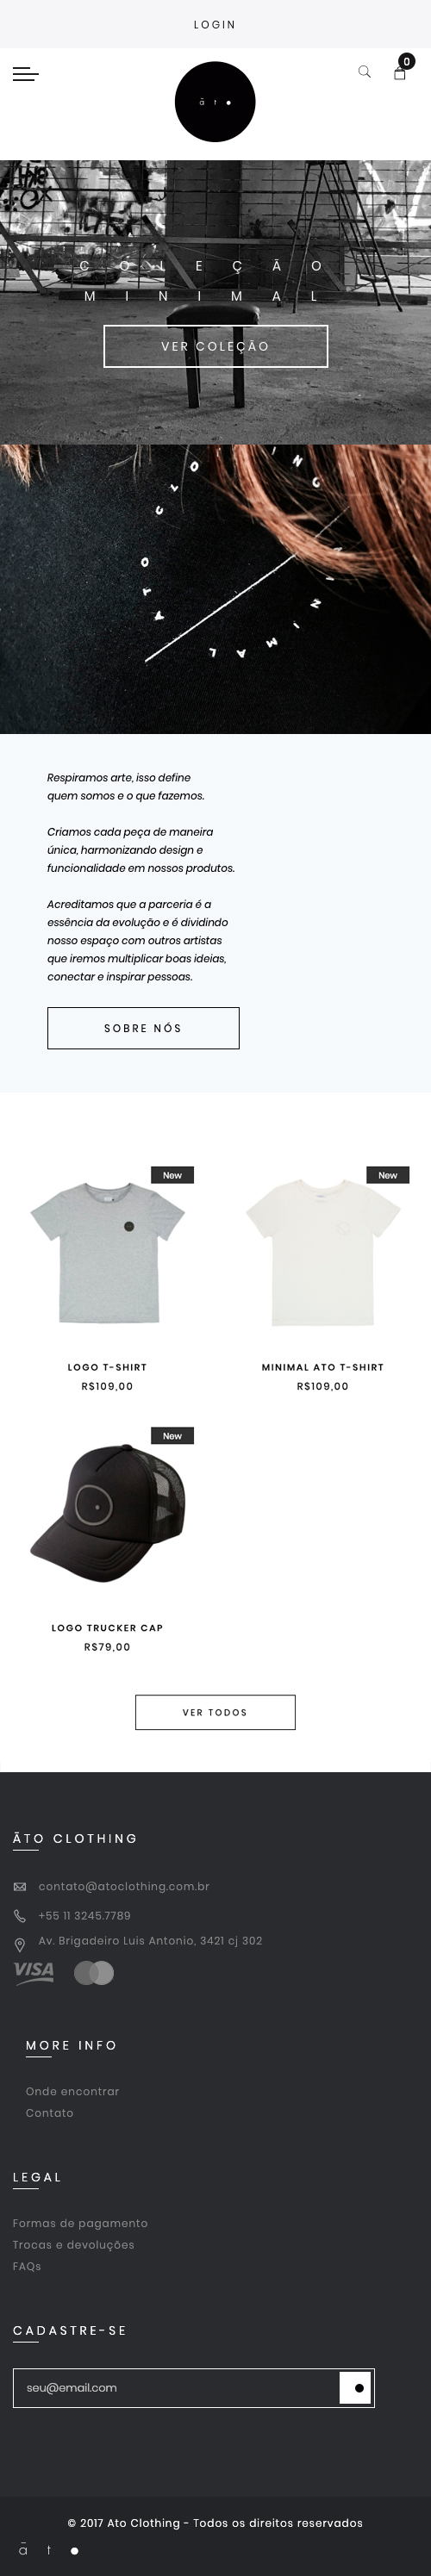 LOGIN
0
ā t
COLEÇÃO
MINIMAL
VER COLEÇÃO
Respiramos arte, isso define
quem somos e o que fazemos.
Criamos cada peça de maneira
única, harmonizando design e
funcionalidade em nossos produtos.
Acreditamos que a parceria é a
essência da evolução e é dividindo
nosso espaço com outros artistas
que iremos multiplicar boas ideias,
conectar e inspirar pessoas.
SOBRE NÓS
New
New
LOGO T-SHIRT
MINIMAL ATO T-SHIRT
R$109,00
R$109,00
New
LOGO TRUCKER CAP
R$79,00
VER TODOS
ĀTO CLOTHING
contato@atoclothing.com.br
+55 11 3245.7789
Av. Brigadeiro Luis Antonio, 3421 cj 302
VISA
MORE INFO
Onde encontrar
Contato
LEGAL
Formas de pagamento
Trocas e devoluções
FAQs
CADASTRE-SE
seu@email.com
© 2017 Ato Clothing - Todos os direitos reservados
ā t